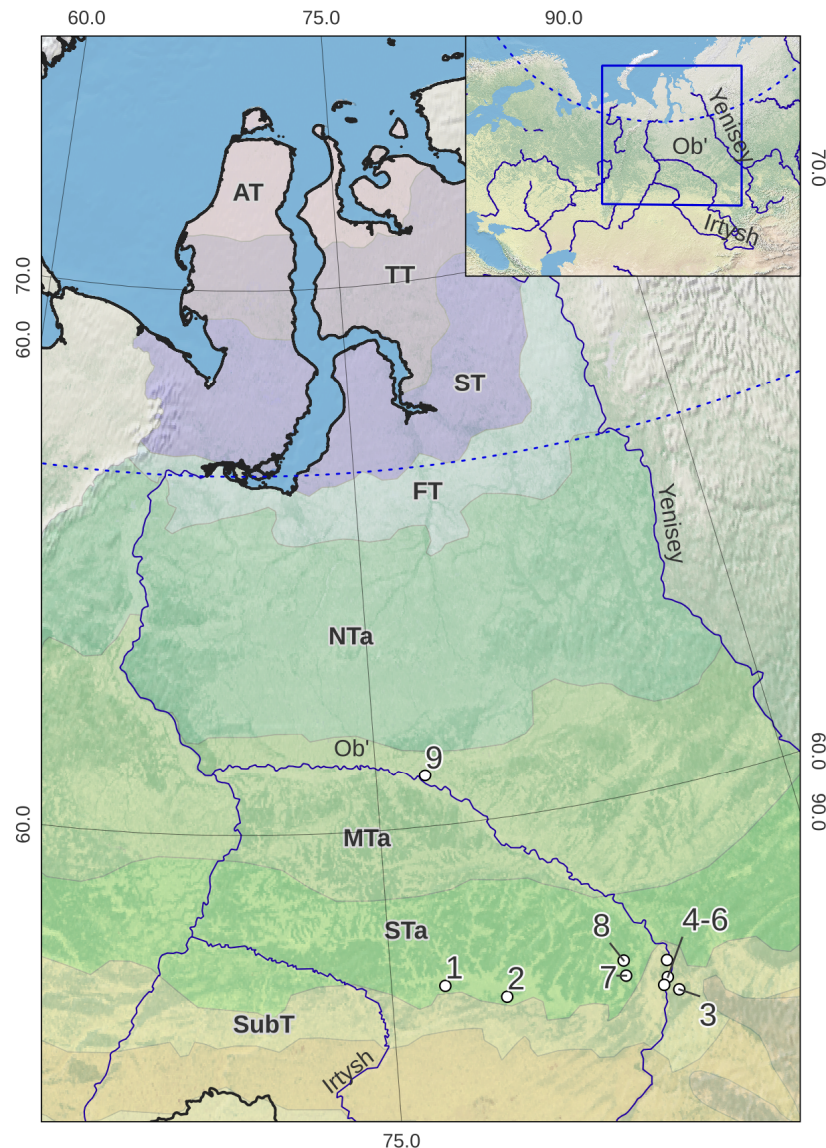 60.0
75.0
90.0
Yenisey
Ob'
Irtysh
70.0
AT
70.0
TT
60.0
ST
FT
Yenisey
NTa
Ob'
9
60.0
90.0
60.0
MTa
STa
8
4-6
1
2
7
3
SubT
Irtysh
75.0